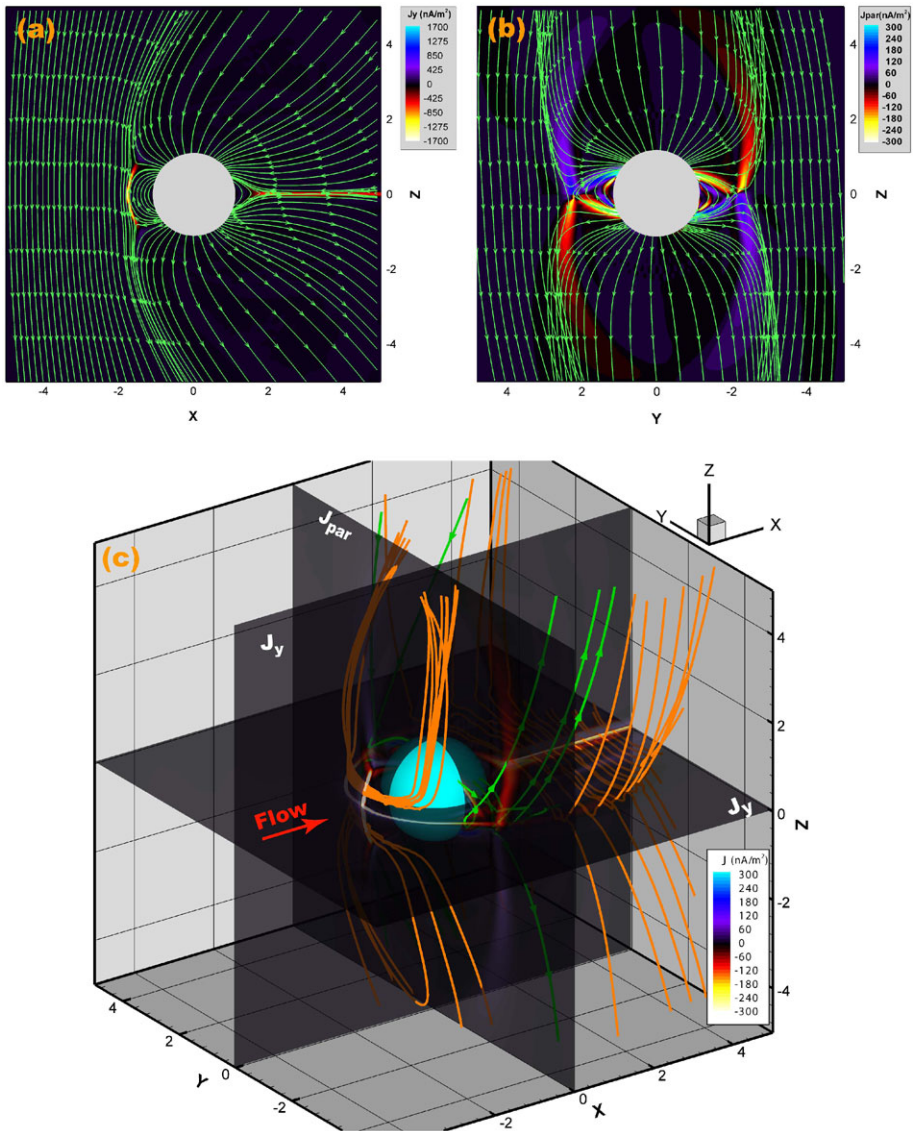 (a)
Jy (nA/m²)
1700
1275
850
425
0
-425
-850
-1275
-1700
4
2
0
-2
-4
Z
-4 -2 0 2 4
X
(b)
Jpar(nA/m²)
300
240
180
120
60
0
-60
-120
-180
-240
-300
4
2
0
-2
-4
Z
4 2 0 -2 -4
Y
(c)
Jpar
Jy
Z
Y
X
Flow
Jy
4
2
0
-2
-4
Z
J (nA/m²)
300
240
180
120
60
0
-60
-120
-180
-240
-300
4
2
0
-2
Y
-2
0
2
4
X